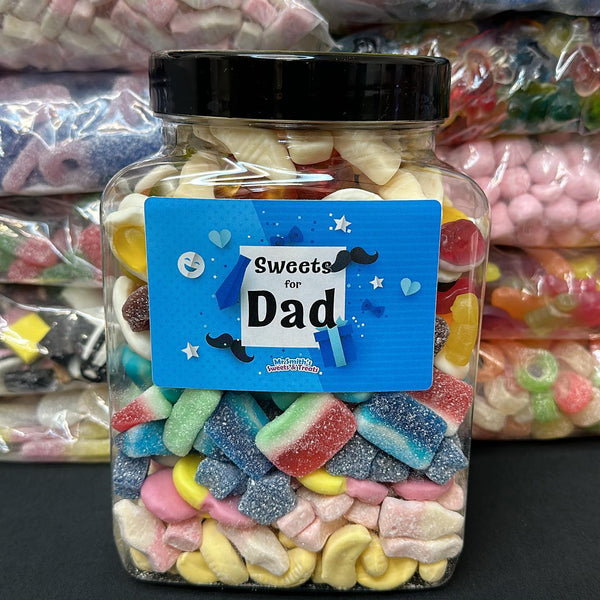 Sweets
for
Dad
Mr.Smith's
Sweets & Treats